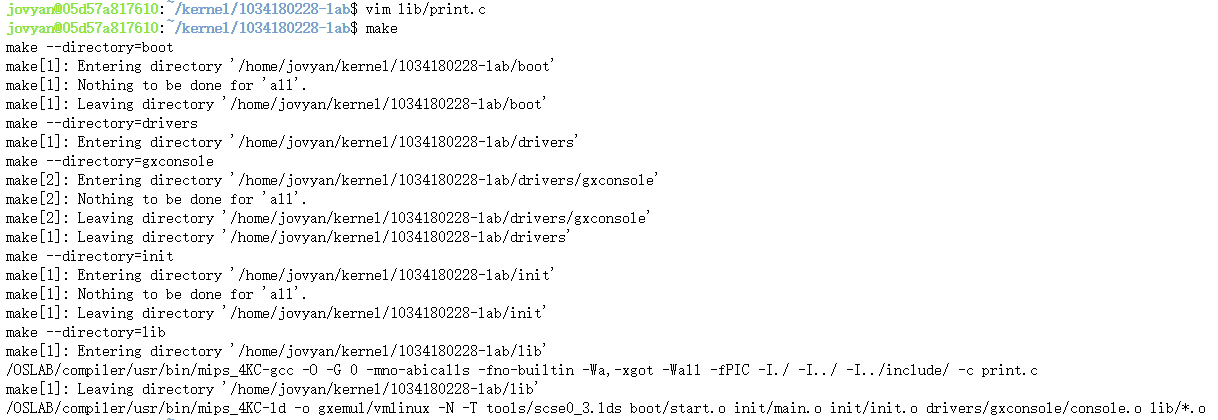 jovyan@05d57a817610:~/kernel/1034180228-lab$ vim lib/print.c
jovyan@05d57a817610:~/kernel/1034180228-lab$ make
make --directory=boot
make[1]: Entering directory '/home/jovyan/kernel/1034180228-lab/boot'
make[1]: Nothing to be done for 'all'.
make[1]: Leaving directory '/home/jovyan/kernel/1034180228-lab/boot'
make --directory=drivers
make[1]: Entering directory '/home/jovyan/kernel/1034180228-lab/drivers'
make --directory=gxconsole
make[2]: Entering directory '/home/jovyan/kernel/1034180228-lab/drivers/gxconsole'
make[2]: Nothing to be done for 'all'.
make[2]: Leaving directory '/home/jovyan/kernel/1034180228-lab/drivers/gxconsole'
make[1]: Leaving directory '/home/jovyan/kernel/1034180228-lab/drivers'
make --directory=init
make[1]: Entering directory '/home/jovyan/kernel/1034180228-lab/init'
make[1]: Nothing to be done for 'all'.
make[1]: Leaving directory '/home/jovyan/kernel/1034180228-lab/init'
make --directory=lib
make[1]: Entering directory '/home/jovyan/kernel/1034180228-lab/lib'
/OSLAB/compiler/usr/bin/mips_4KC-gcc -O -G 0 -mno-abicalls -fno-builtin -Wa,-xgot -Wall -fPIC -I./ -I../ -I../include/ -c print.c
make[1]: Leaving directory '/home/jovyan/kernel/1034180228-lab/lib'
/OSLAB/compiler/usr/bin/mips_4KC-ld -o gxemul/vmlinux -N -T tools/scse0_3.lds boot/start.o init/main.o init/init.o drivers/gxconsole/console.o lib/*.o